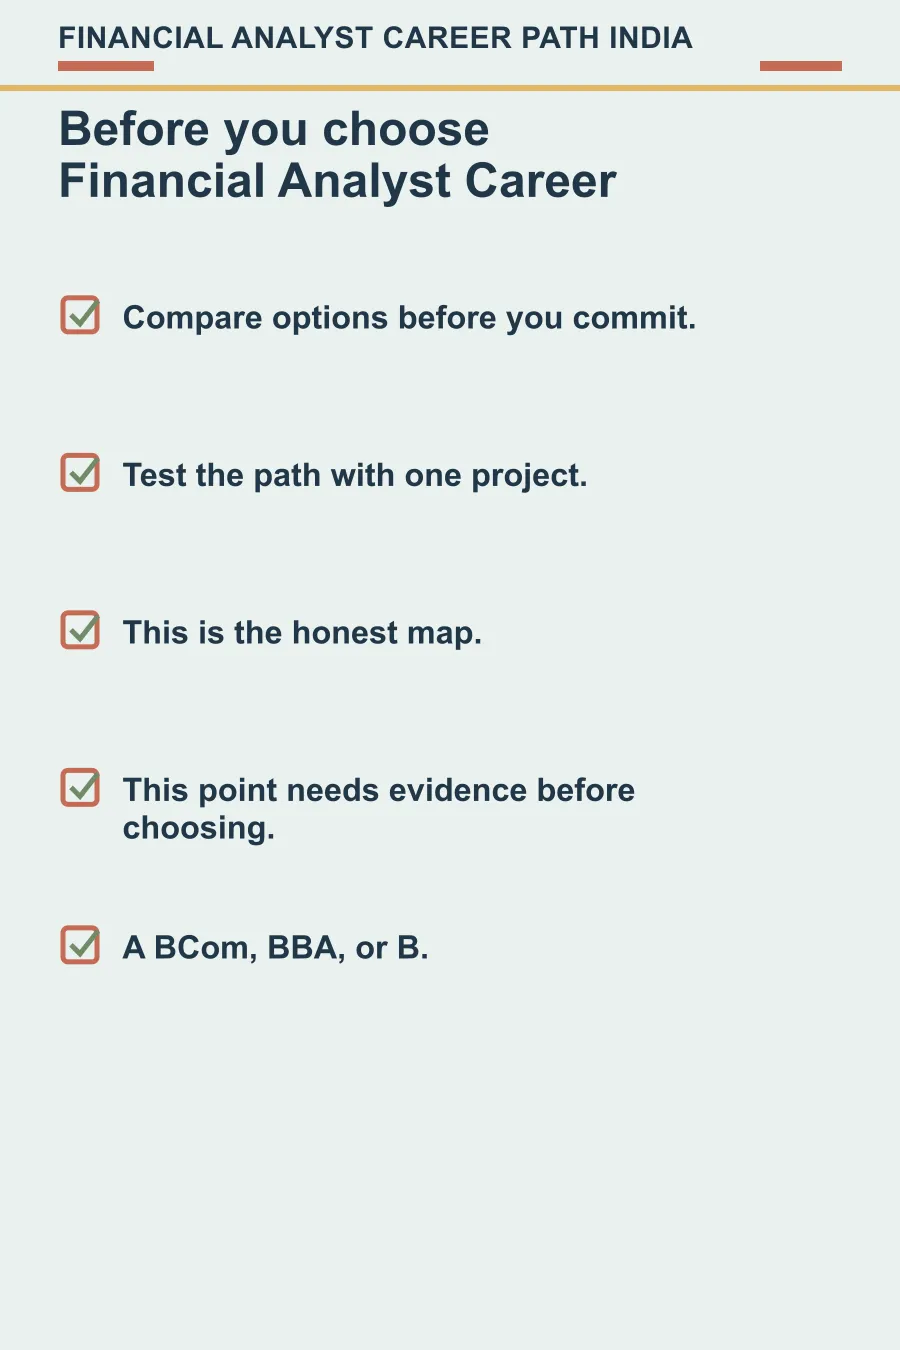 FINANCIAL ANALYST CAREER PATH INDIA
Before you choose
Financial Analyst Career
Compare options before you commit.
Test the path with one project.
This is the honest map.
This point needs evidence before
choosing.
A BCom, BBA, or B.